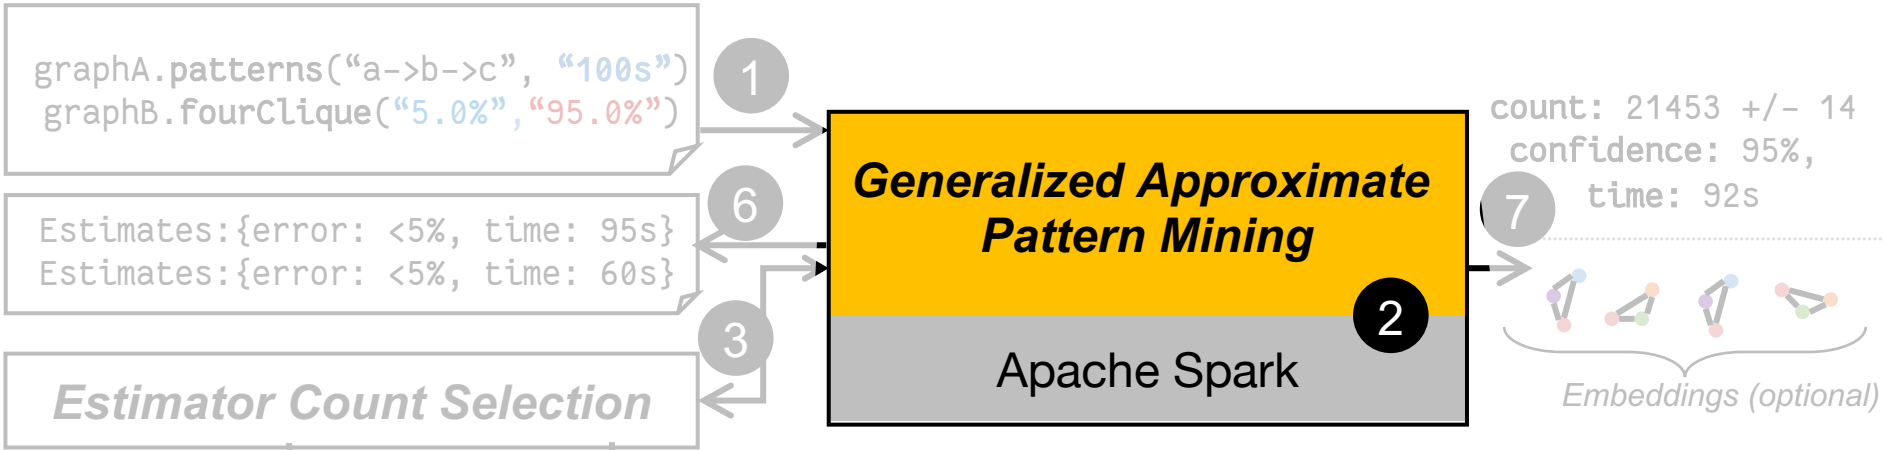 graphA.patterns(“a->b->c”, “100s”)
graphB.fourClique(“5.0%”,“95.0%”)
1
Estimates:{error: <5%, time: 95s}
Estimates:{error: <5%, time: 60s}
6
3
Estimator Count Selection
Generalized Approximate
Pattern Mining
2
Apache Spark
7
count: 21453 +/- 14
confidence: 95%,
time: 92s
Embeddings (optional)